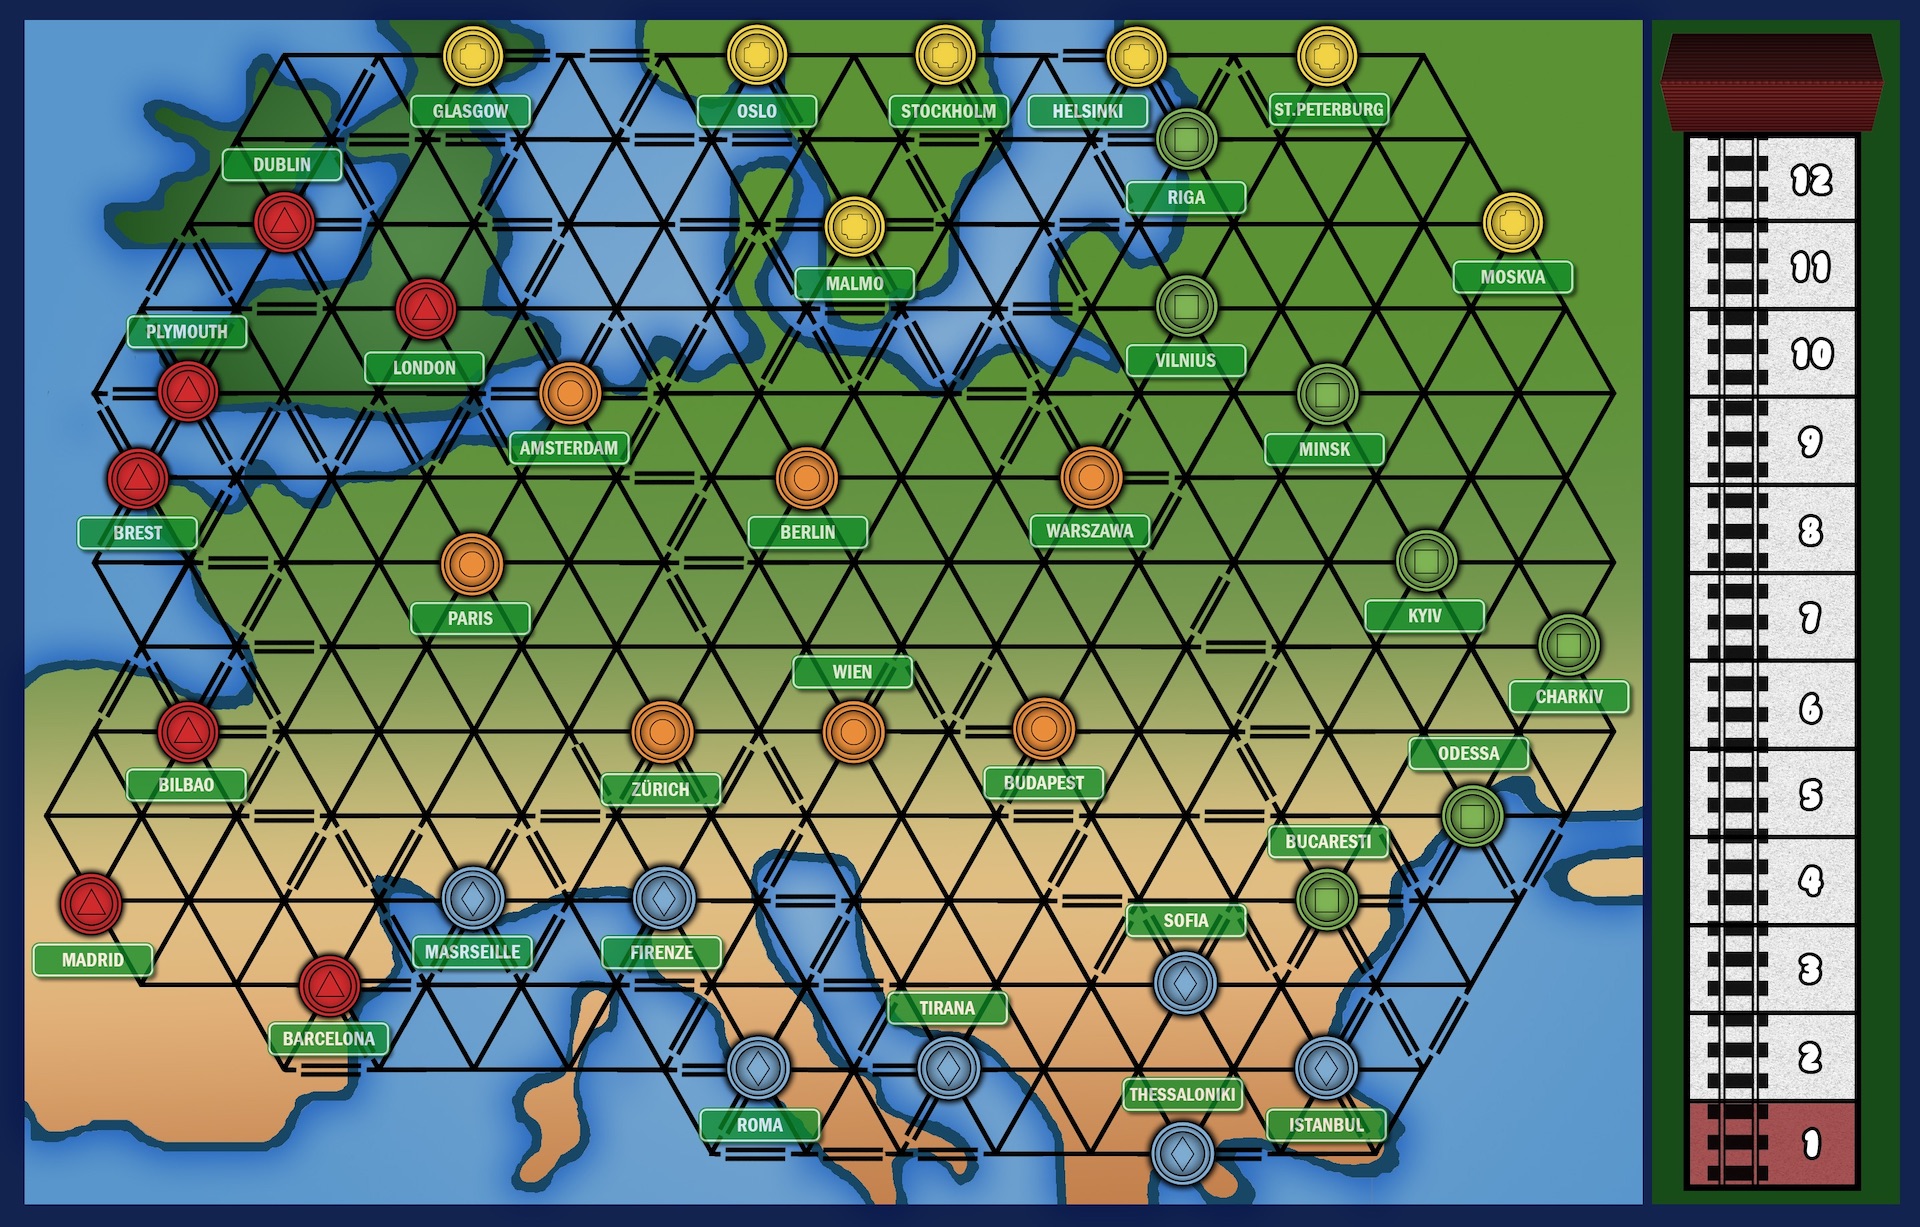 GLASGOW
OSLO
STOCKHOLM
HELSINKI
ST.PETERBURG
DUBLIN
RIGA
MOSKVA
MALMO
PLYMOUTH
LONDON
VILNIUS
AMSTERDAM
MINSK
BREST
BERLIN
WARSZAWA
PARIS
KYIV
WIEN
CHARKIV
BILBAO
ZÜRICH
BUDAPEST
ODESSA
BUCARESTI
MADRID
MASRSEILLE
FIRENZE
SOFIA
BARCELONA
TIRANA
ROMA
THESSALONIKI
ISTANBUL
12
11
10
9
8
7
6
5
4
3
2
1